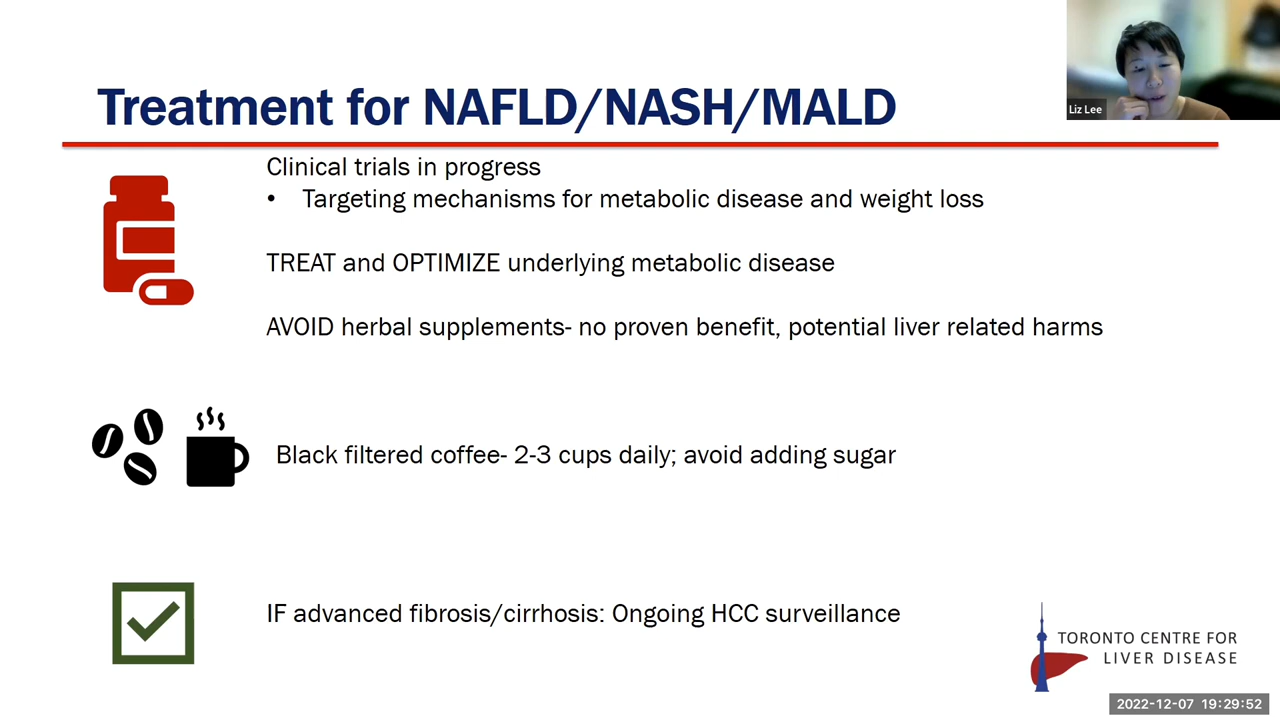 Treatment for NAFLD/NASH/MALD
Liz Lee
Clinical trials in progress
• Targeting mechanisms for metabolic disease and weight loss
TREAT and OPTIMIZE underlying metabolic disease
AVOID herbal supplements- no proven benefit, potential liver related harms
Black filtered coffee- 2-3 cups daily; avoid adding sugar
IF advanced fibrosis/cirrhosis: Ongoing HCC surveillance
TORONTO CENTRE FOR
LIVER DISEASE
2022-12-07 19:29:52